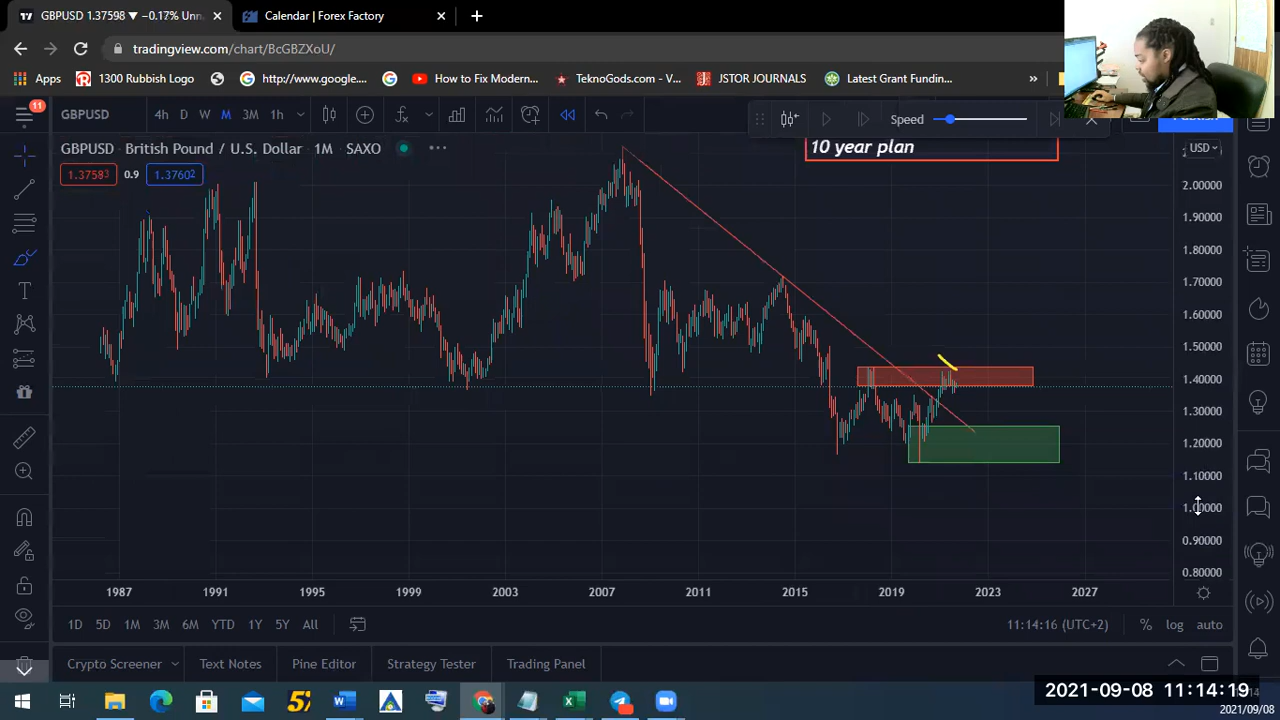 GBPUSD 1.37598 ▼ −0.17% Unn
Calendar | Forex Factory
tradingview.com/chart/BcGBZXoU/
Apps
1300 Rubbish Logo
http://www.google...
How to Fix Modern...
TeknoGods.com - V...
JSTOR JOURNALS
Latest Grant Fundin...
»
11
GBPUSD
4h D W M 3M 1h
Speed
GBPUSD British Pound / U.S. Dollar 1M SAXO
1.37593
0.9
1.37602
10 year plan
USD
2.00000
1.90000
1.80000
1.70000
1.60000
1.50000
1.40000
1.30000
1.20000
1.10000
1.00000
0.90000
0.80000
1987 1991 1995 1999 2003 2007 2011 2015 2019 2023 2027
1D 5D 1M 3M 6M YTD 1Y 5Y All
11:14:16 (UTC+2)
% log auto
Crypto Screener
Text Notes
Pine Editor
Strategy Tester
Trading Panel
2021-09-08 11:14:19
2021/09/08